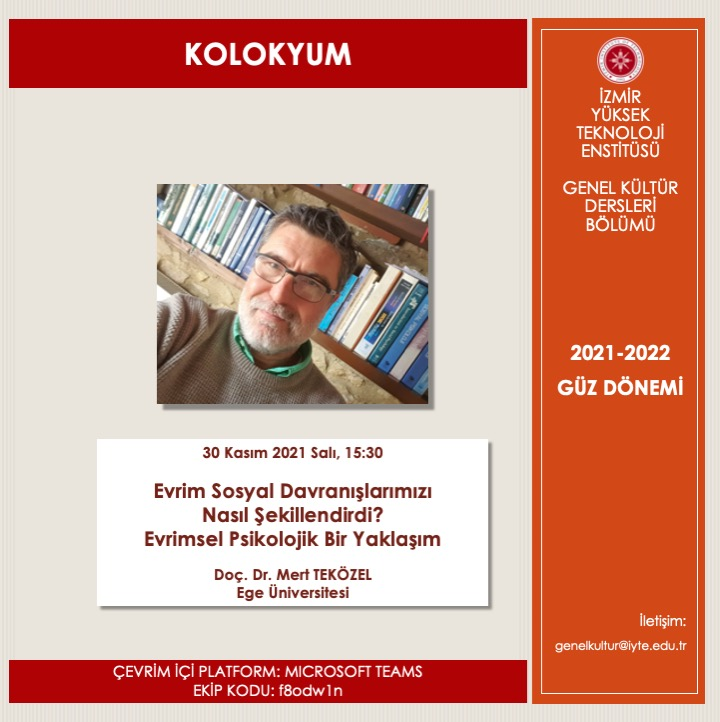 KOLOKYUM
30 Kasım 2021 Salı, 15:30
Evrim Sosyal Davranışlarımızı
Nasıl Şekillendirdi?
Evrimsel Psikolojik Bir Yaklaşım
Doç. Dr. Mert TEKÖZEL
Ege Üniversitesi
ÇEVRİM İÇİ PLATFORM: MICROSOFT TEAMS
EKİP KODU: f8odw1n
İZMİR
YÜKSEK
TEKNOLOJİ
ENSTİTÜSÜ
GENEL KÜLTÜR
DERSLERİ
BÖLÜMÜ
2021-2022
GÜZ DÖNEMİ
İletişim:
genelkultur@iyte.edu.tr